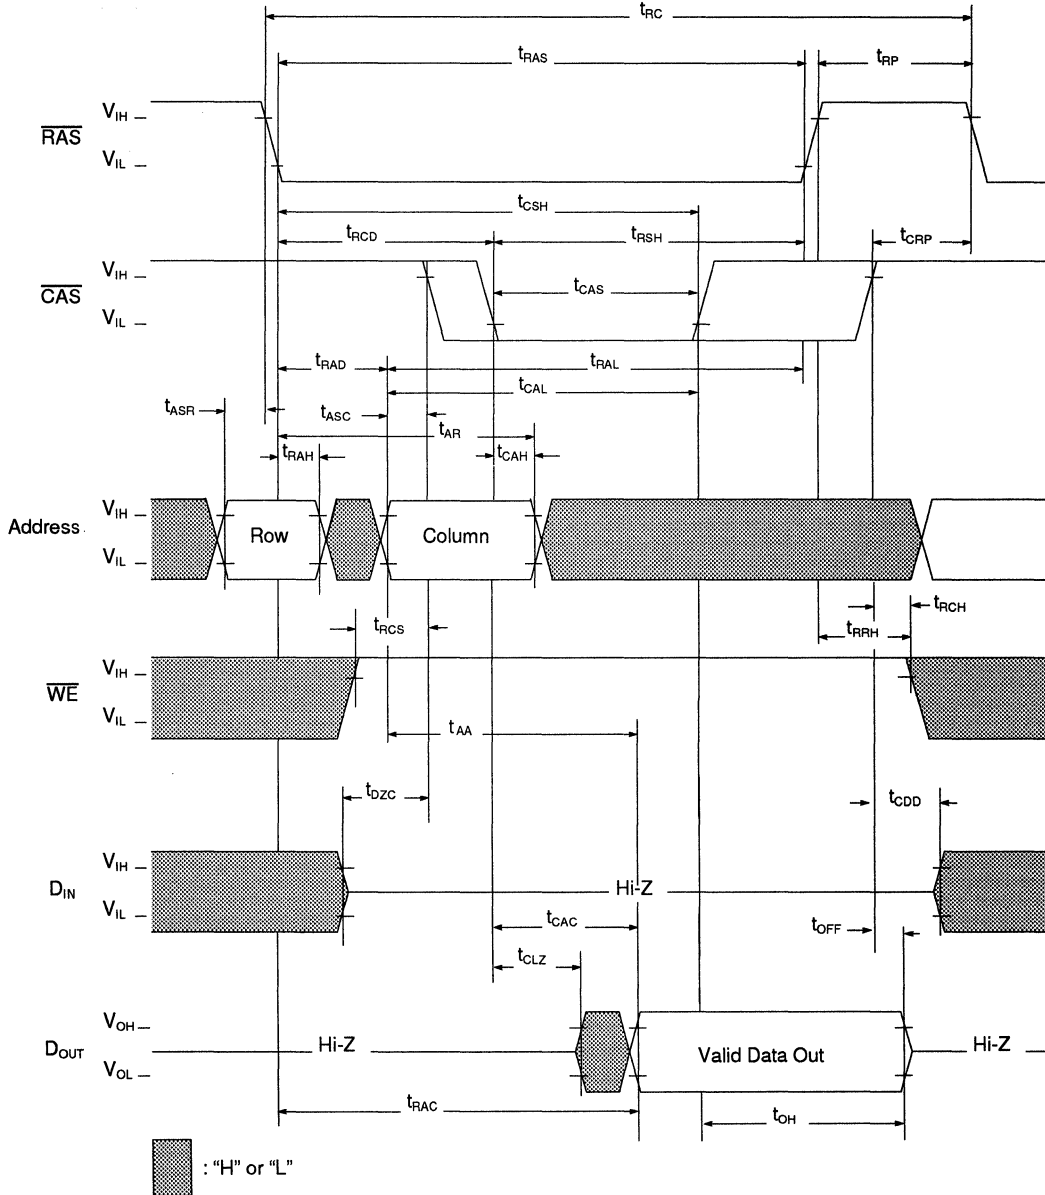 tRC
tRAS
tRP
RAS
VIH
VIL
tCSH
tRCD
tRSH
tCRP
CAS
VIH
VIL
tCAS
tRAD
tRAL
tCAL
tASR
tASC
tAR
tRAH
tCAH
Address
VIH
VIL
Row
Column
tRCH
tRCS
tRRH
WE
VIH
VIL
tAA
tDZC
tCDD
DIN
VIH
VIL
Hi-Z
tCAC
tOFF
tCLZ
DOUT
VOH
VOL
Hi-Z
Valid Data Out
Hi-Z
tRAC
tOH
: "H" or "L"